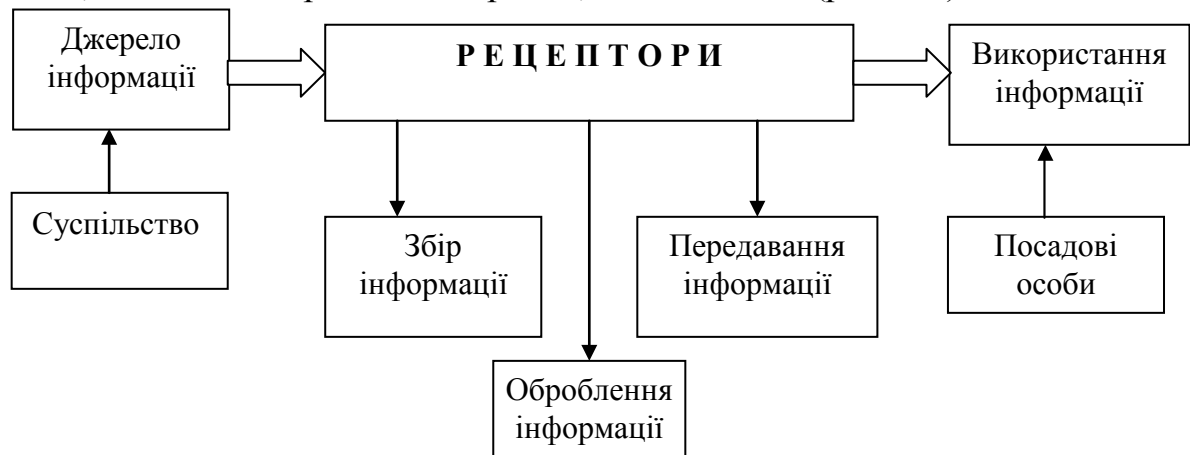 Джерело
інформації
Р Е Ц Е П Т О Р И
Використання
інформації
Суспільство
Збір
інформації
Передавання
інформації
Посадові
особи
Оброблення
інформації